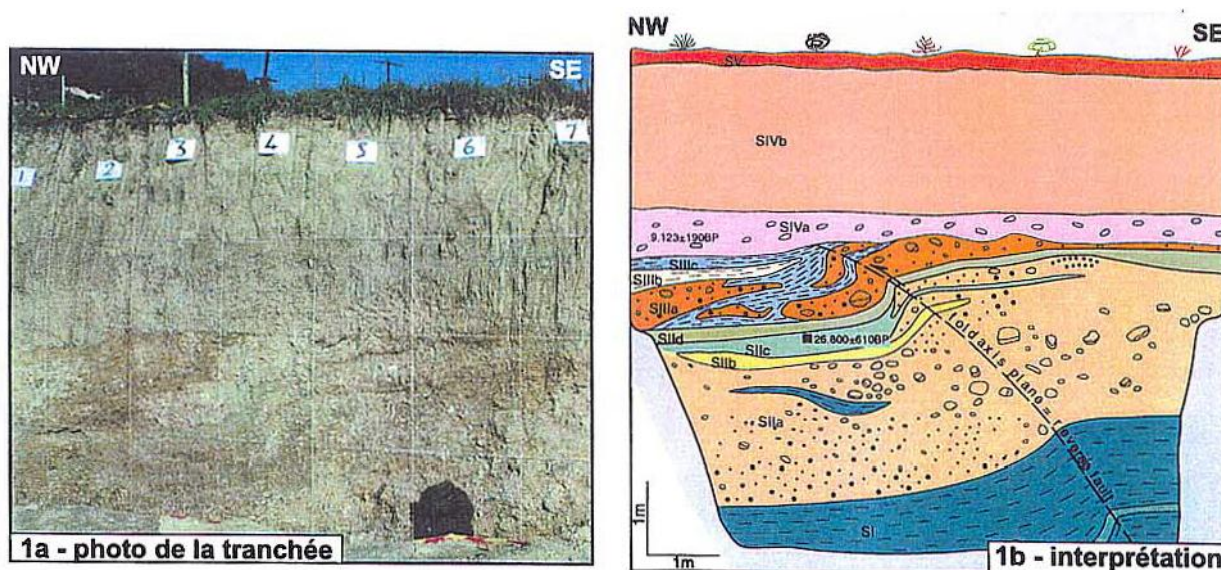 NW
SE
1
2
3
4
5
6
7
1a - photo de la tranchée
NW
SE
SV
SIVb
SIVa
9.123±190BP
SIIIc
SIIIb
SIIIa
SIId
26.800±610BP
SIIc
SIIb
fold axis plane = reverse fault
SIIa
SI
1m
1m
1b - interprétation